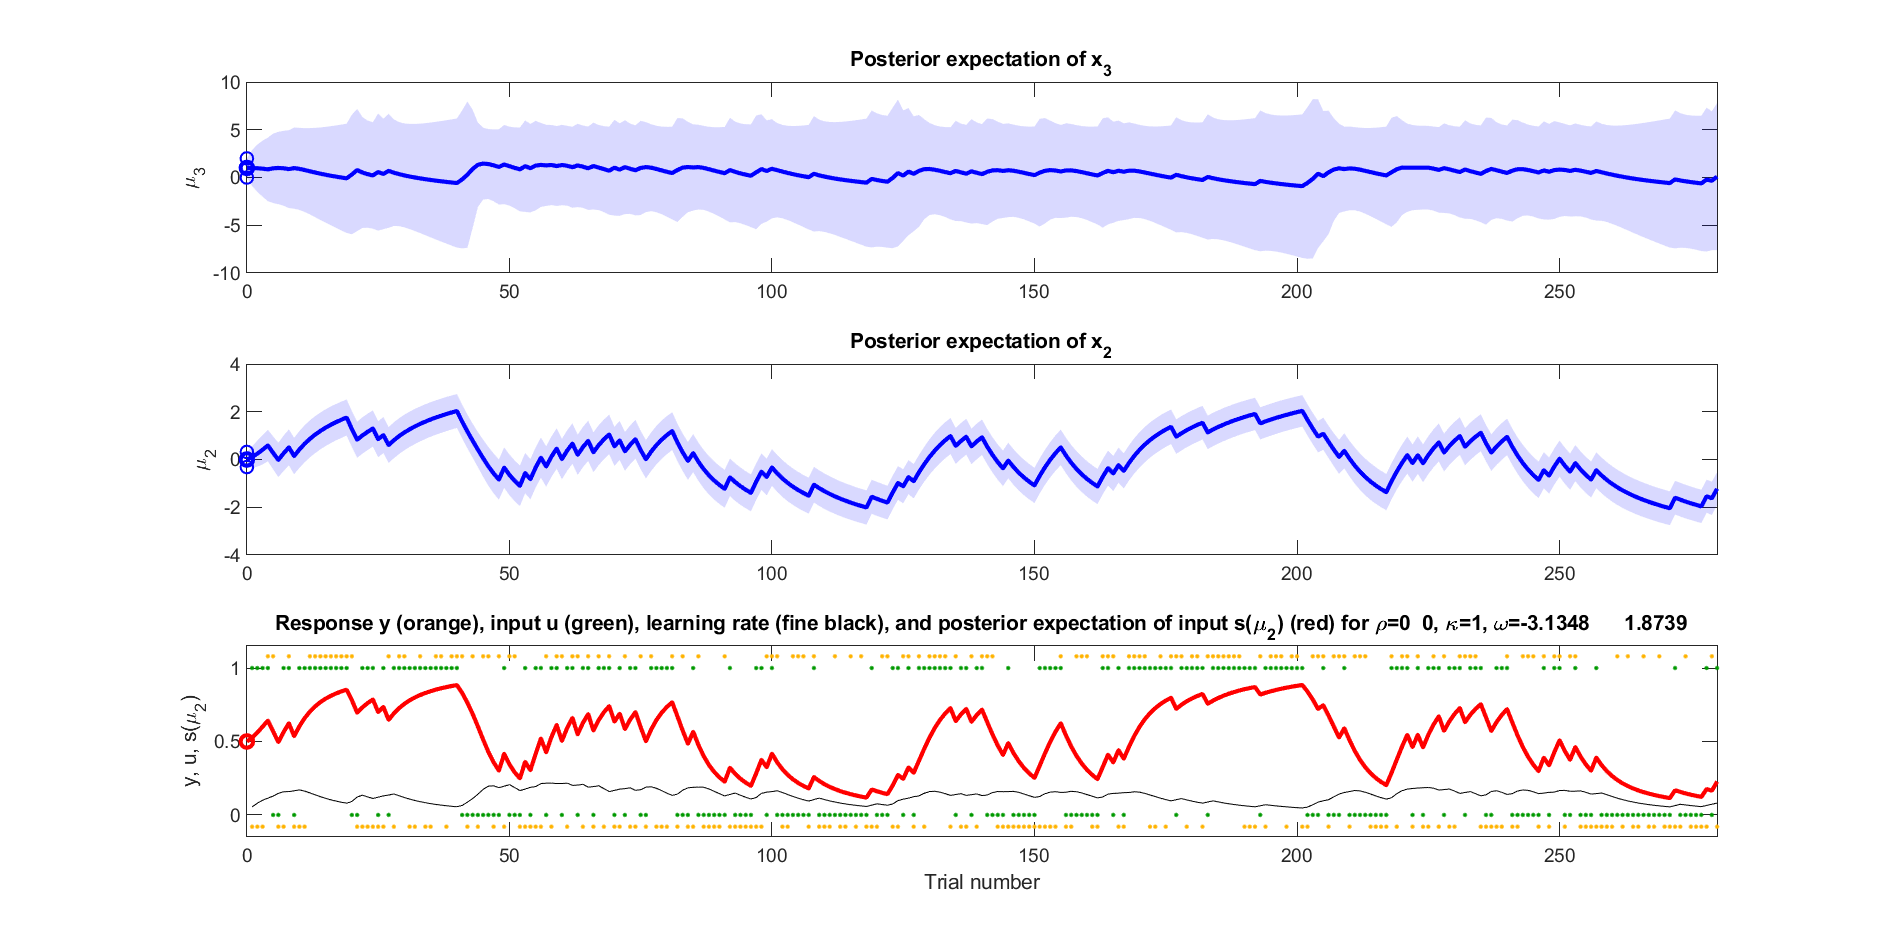 Posterior expectation of x3
10
5
0
-5
-10
μ3
0 50 100 150 200 250
Posterior expectation of x2
4
2
0
-2
-4
μ2
0 50 100 150 200 250
Response y (orange), input u (green), learning rate (fine black), and posterior expectation of input s(μ2) (red) for ρ=0 0, κ=1, ω=-3.1348 1.8739
1
0.5
0
y, u, s(μ2)
0 50 100 150 200 250
Trial number